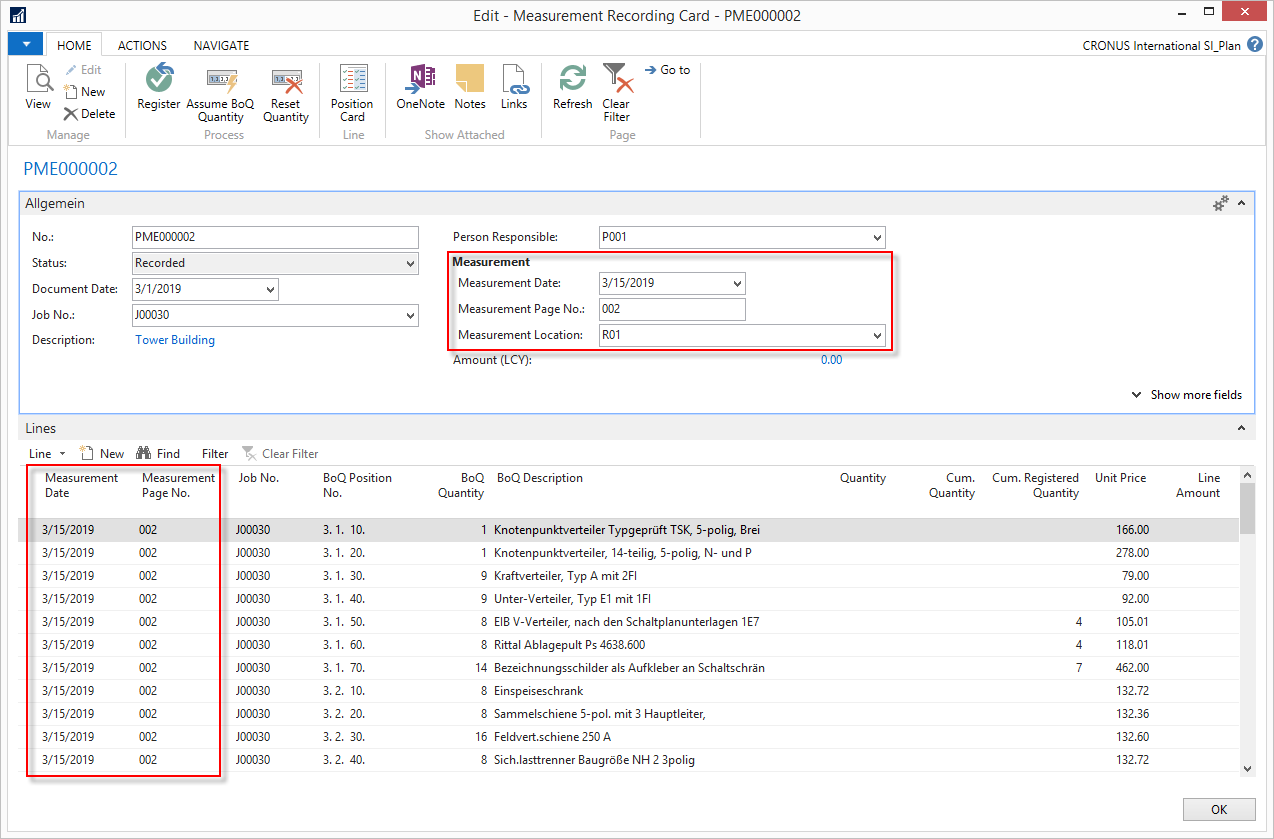 Edit - Measurement Recording Card - PME000002
HOME ACTIONS NAVIGATE CRONUS International SI_Plan ?
View Edit New Delete Register Assume BoQ Quantity Reset Quantity Position Card OneNote Notes Links Refresh Clear Filter Go to
Manage Process Line Show Attached Page
PME000002
Allgemein
No.: PME000002 Person Responsible: P001
Status: Recorded Measurement
Document Date: 3/1/2019 Measurement Date: 3/15/2019
Job No.: J00030 Measurement Page No.: 002
Description: Tower Building Measurement Location: R01
Amount (LCY): 0.00
Show more fields
Lines
Line New Find Filter Clear Filter
Measurement Date Measurement Page No. Job No. BoQ Position No. BoQ Quantity BoQ Description Quantity Cum. Quantity Cum. Registered Quantity Unit Price Line Amount
3/15/2019 002 J00030 3. 1. 10. 1 Knotenpunktverteiler Typgeprüft TSK, 5-polig, Brei 166.00
3/15/2019 002 J00030 3. 1. 20. 1 Knotenpunktverteiler, 14-teilig, 5-polig, N- und P 278.00
3/15/2019 002 J00030 3. 1. 30. 9 Kraftverteiler, Typ A mit 2FI 79.00
3/15/2019 002 J00030 3. 1. 40. 9 Unter-Verteiler, Typ E1 mit 1FI 92.00
3/15/2019 002 J00030 3. 1. 50. 8 EIB V-Verteiler, nach den Schaltplanunterlagen 1E7 4 105.01
3/15/2019 002 J00030 3. 1. 60. 8 Rittal Ablagepult Ps 4638.600 4 118.01
3/15/2019 002 J00030 3. 1. 70. 14 Bezeichnungsschilder als Aufkleber an Schaltschrän 7 462.00
3/15/2019 002 J00030 3. 2. 10. 8 Einspeiseschrank 132.72
3/15/2019 002 J00030 3. 2. 20. 8 Sammelschiene 5-pol. mit 3 Hauptleiter, 132.36
3/15/2019 002 J00030 3. 2. 30. 16 Feldvert.schiene 250 A 132.60
3/15/2019 002 J00030 3. 2. 40. 8 Sich.lasttrenner Baugröße NH 2 3polig 132.72
OK